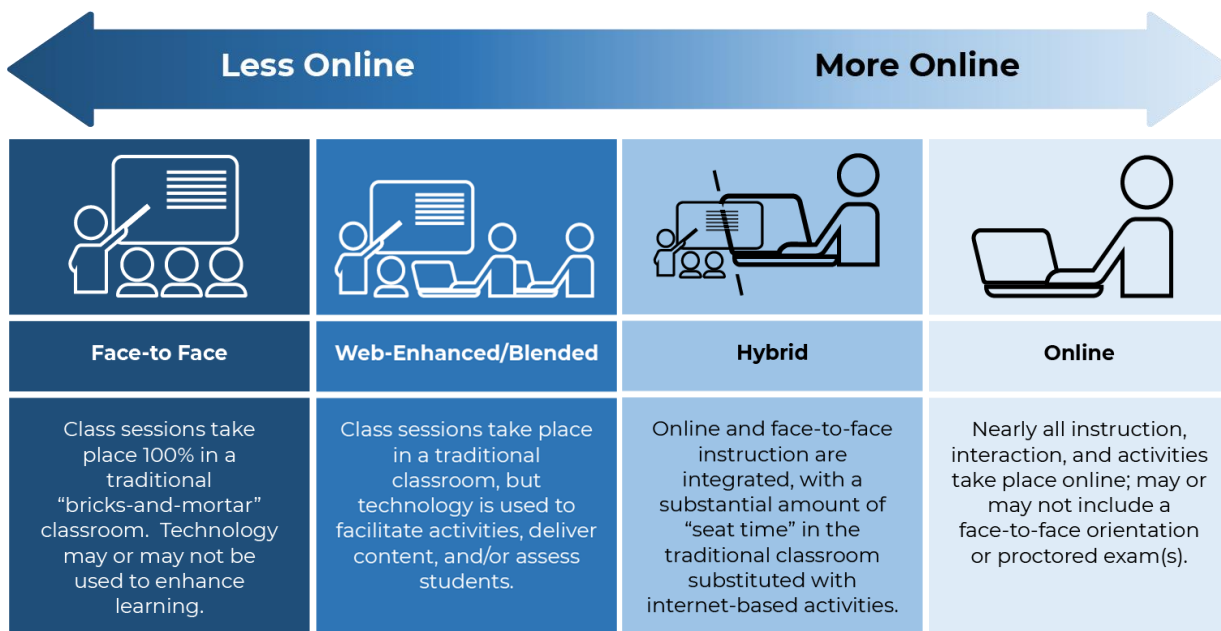 Less Online
More Online
Face-to Face
Web-Enhanced/Blended
Hybrid
Online
Class sessions take
place 100% in a
traditional
“bricks-and-mortar”
classroom.  Technology
may or may not be
used to enhance
learning.
Class sessions take place
in a traditional
classroom, but
technology is used to
facilitate activities, deliver
content, and/or assess
students.
Online and face-to-face
instruction are
integrated, with a
substantial amount of
“seat time” in the
traditional classroom
substituted with
internet-based activities.
Nearly all instruction,
interaction, and activities
take place online; may or
may not include a
face-to-face orientation
or proctored exam(s).